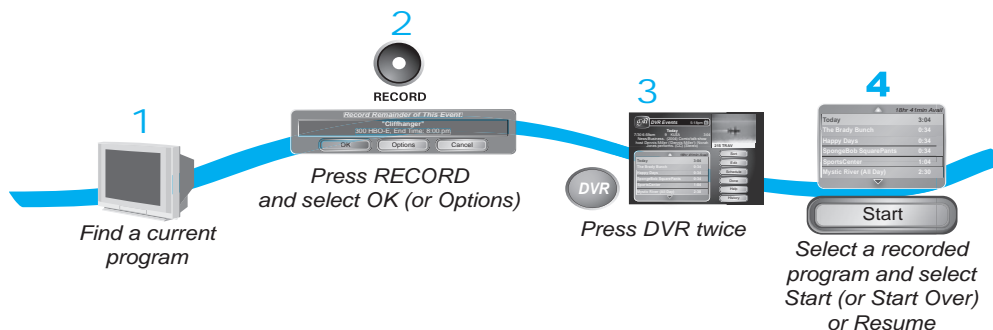 1
Find a current
program
2
RECORD
Record Remainder of This Event:
"Cliffhanger"
300 HBO-E, End Time: 8:00 pm
OK Options Cancel
Press RECORD
and select OK (or Options)
3
DVR Events
Today
Today 3:04
DVR
Press DVR twice
4
18hr 41min Avail
Today 3:04
The Brady Bunch 0:34
Happy Days 0:34
SpongeBob SquarePants 0:34
SportsCenter 1:04
Mystic River (All Day) 2:30
Start
Select a recorded
program and select
Start (or Start Over)
or Resume